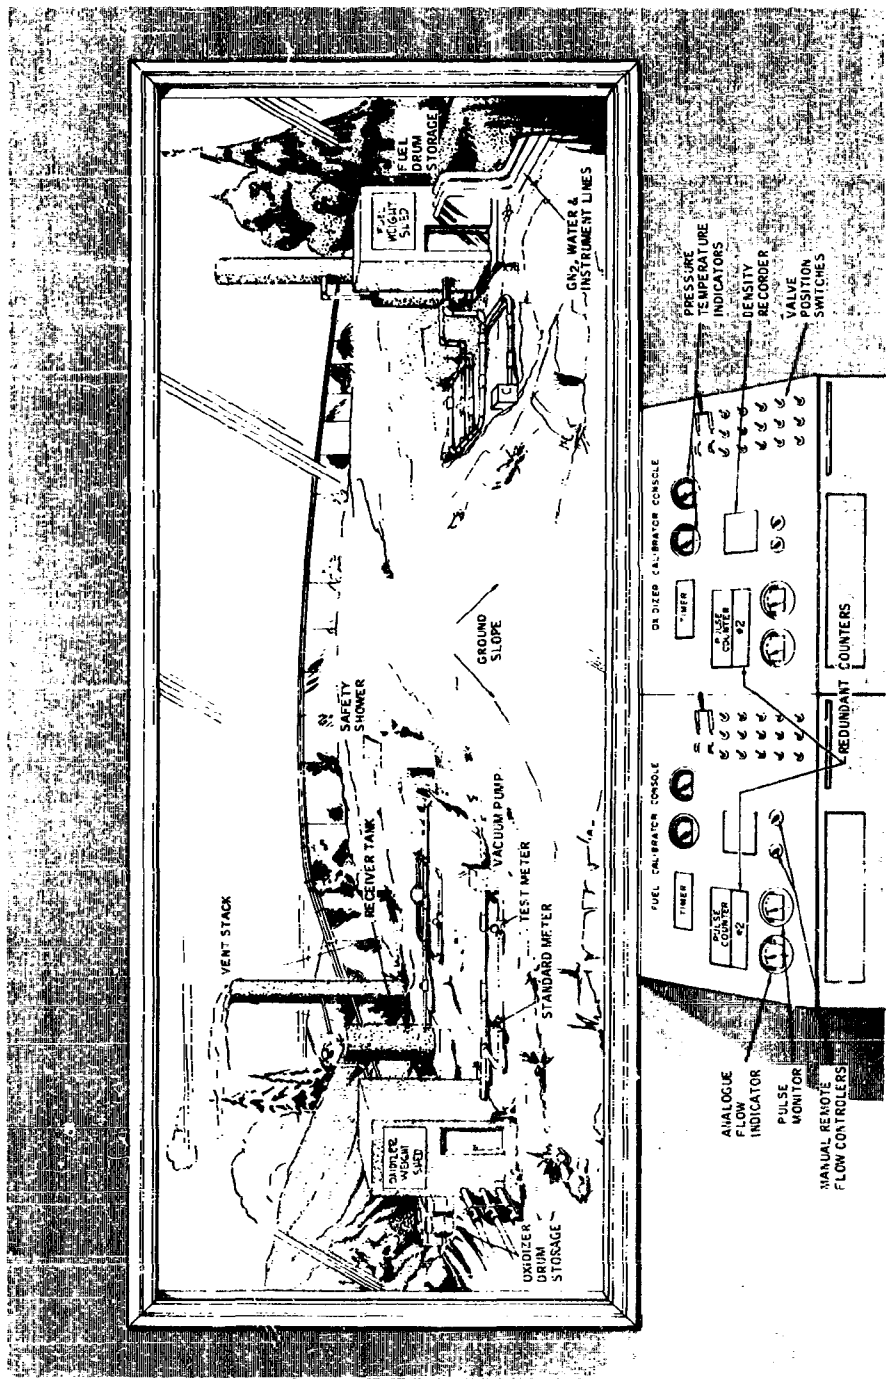 VENT STACK
SAFETY
SHOWER
RECEIVER TANK
OXIDIZER
WEIGHT
SHED
OXIDIZER
DRUM
STORAGE
VACUUM PUMP
TEST METER
STANDARD METER
GROUND
SLOPE
FUEL
DRUM
STORAGE
FUEL
WEIGHT
SHED
GN2, WATER &
INSTRUMENT LINES
FUEL CALIBRATOR CONSOLE
TIMER
PULSE
COUNTER
#2
OXIDIZER CALIBRATOR CONSOLE
TIMER
PULSE
COUNTER
#2
PRESSURE
TEMPERATURE
INDICATORS
DENSITY
RECORDER
VALVE
POSITION
SWITCHES
ANALOGUE
FLOW
INDICATOR
PULSE
MONITOR
MANUAL REMOTE
FLOW CONTROLERS
REDUNDANT COUNTERS